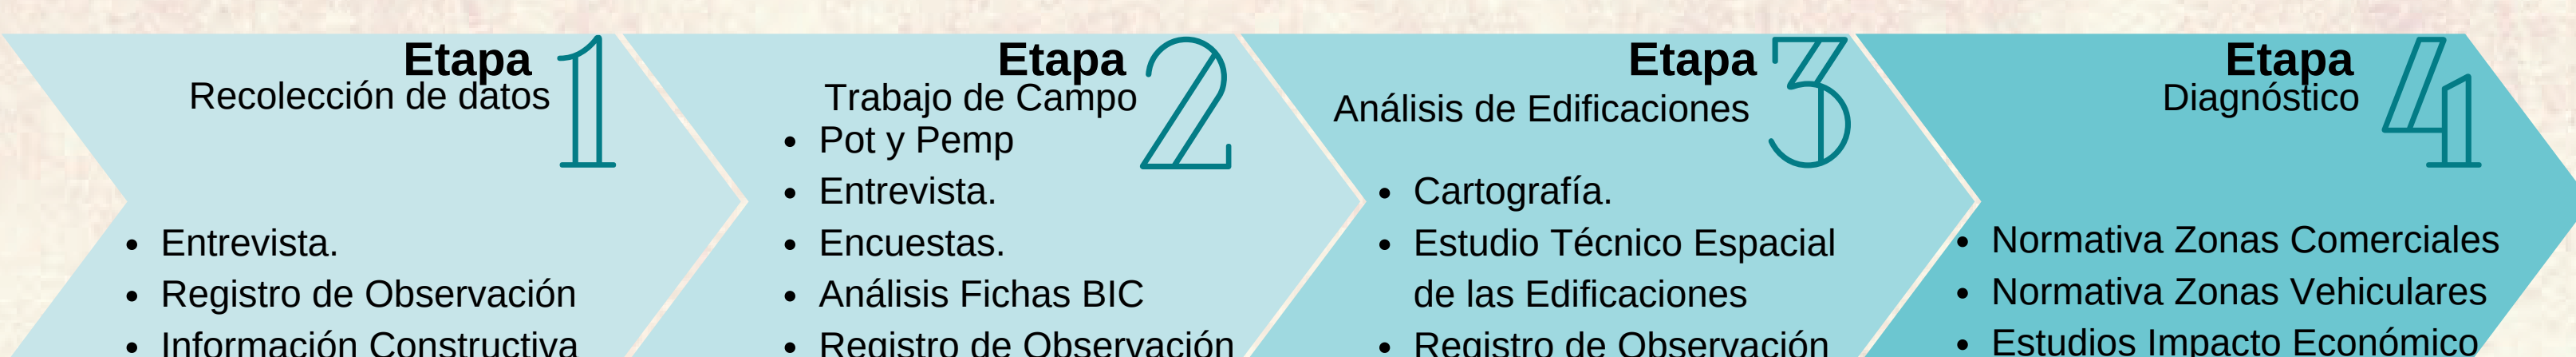 Etapa 1
Recolección de datos
Entrevista.
Registro de Observación
Información Constructiva
Etapa 2
Trabajo de Campo
Pot y Pemp
Entrevista.
Encuestas.
Análisis Fichas BIC
Registro de Observación
Etapa 3
Análisis de Edificaciones
Cartografía.
Estudio Técnico Espacial
de las Edificaciones
Registro de Observación
Etapa 4
Diagnóstico
Normativa Zonas Comerciales
Normativa Zonas Vehiculares
Estudios Impacto Económico